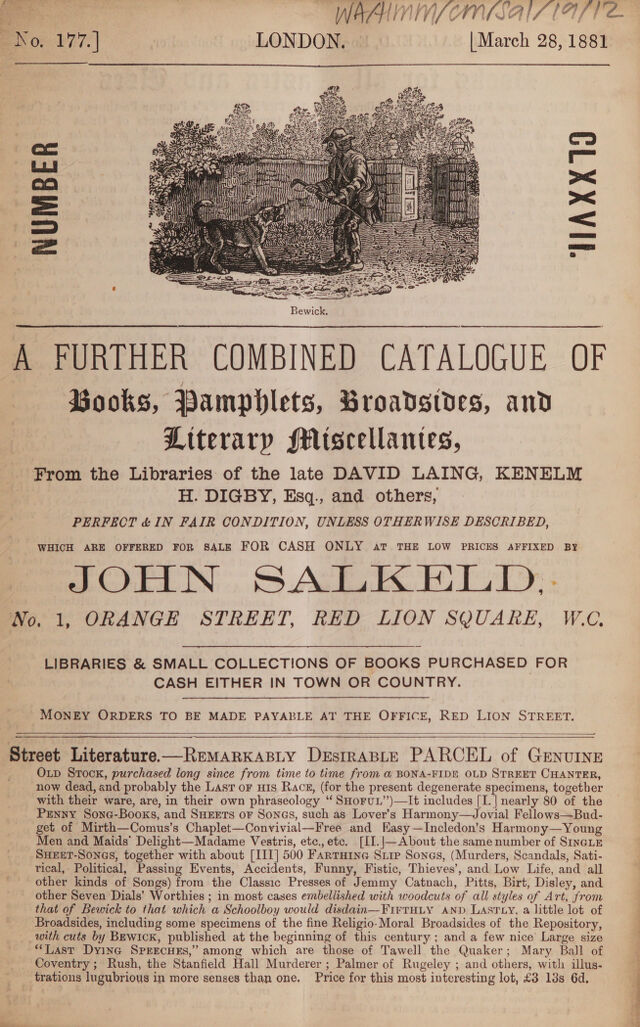 WAAImm/cm/sal/19/12
No. 177.] LONDON. [March 28, 1881
NUMBER
CLXXVII.
Bewick.
A FURTHER COMBINED CATALOGUE OF
Books, Pamphlets, Broadsides, and
Literary Miscellanies,
From the Libraries of the late DAVID LAING, KENELM
H. DIGBY, Esq., and others,
PERFECT & IN FAIR CONDITION, UNLESS OTHERWISE DESCRIBED,
WHICH ARE OFFERED FOR SALE FOR CASH ONLY AT THE LOW PRICES AFFIXED BY
JOHN SALKELD,
No. 1, ORANGE STREET, RED LION SQUARE, W.C.
LIBRARIES & SMALL COLLECTIONS OF BOOKS PURCHASED FOR
CASH EITHER IN TOWN OR COUNTRY.
MONEY ORDERS TO BE MADE PAYABLE AT THE OFFICE, RED LION STREET.
Street Literature.—REMARKABLY DESIRABLE PARCEL of GENUINE
OLD STOCK, purchased long since from time to time from a BONA-FIDE OLD STREET CHANTER,
now dead, and probably the LAST OF HIS RACE, (for the present degenerate specimens, together
with their ware, are, in their own phraseology "SHOFUL")—It includes [I.] nearly 80 of the
PENNY SONG-BOOKS, and SHEETS OF SONGS, such as Lover's Harmony—Jovial Fellows—Bud-
get of Mirth—Comus's Chaplet—Convivial—Free and Easy—Incledon's Harmony—Young
Men and Maids' Delight—Madame Vestris, etc., etc. [II.]—About the same number of SINGLE
SHEET-SONGS, together with about [III] 500 FARTHING SLIP SONGS, (Murders, Scandals, Sati-
rical, Political, Passing Events, Accidents, Funny, Fistic, Thieves', and Low Life, and all
other kinds of Songs) from the Classic Presses of Jemmy Catnach, Pitts, Birt, Disley, and
other Seven Dials' Worthies; in most cases embellished with woodcuts of all styles of Art, from
that of Bewick to that which a Schoolboy would disdain—FIFTHLY AND LASTLY, a little lot of
Broadsides, including some specimens of the fine Religio-Moral Broadsides of the Repository,
with cuts by BEWICK, published at the beginning of this century; and a few nice Large size
"LAST DYING SPEECHES," among which are those of Tawell the Quaker; Mary Ball of
Coventry; Rush, the Stanfield Hall Murderer; Palmer of Rugeley; and others, with illus-
trations lugubrious in more senses than one. Price for this most interesting lot, £3 13s 6d.